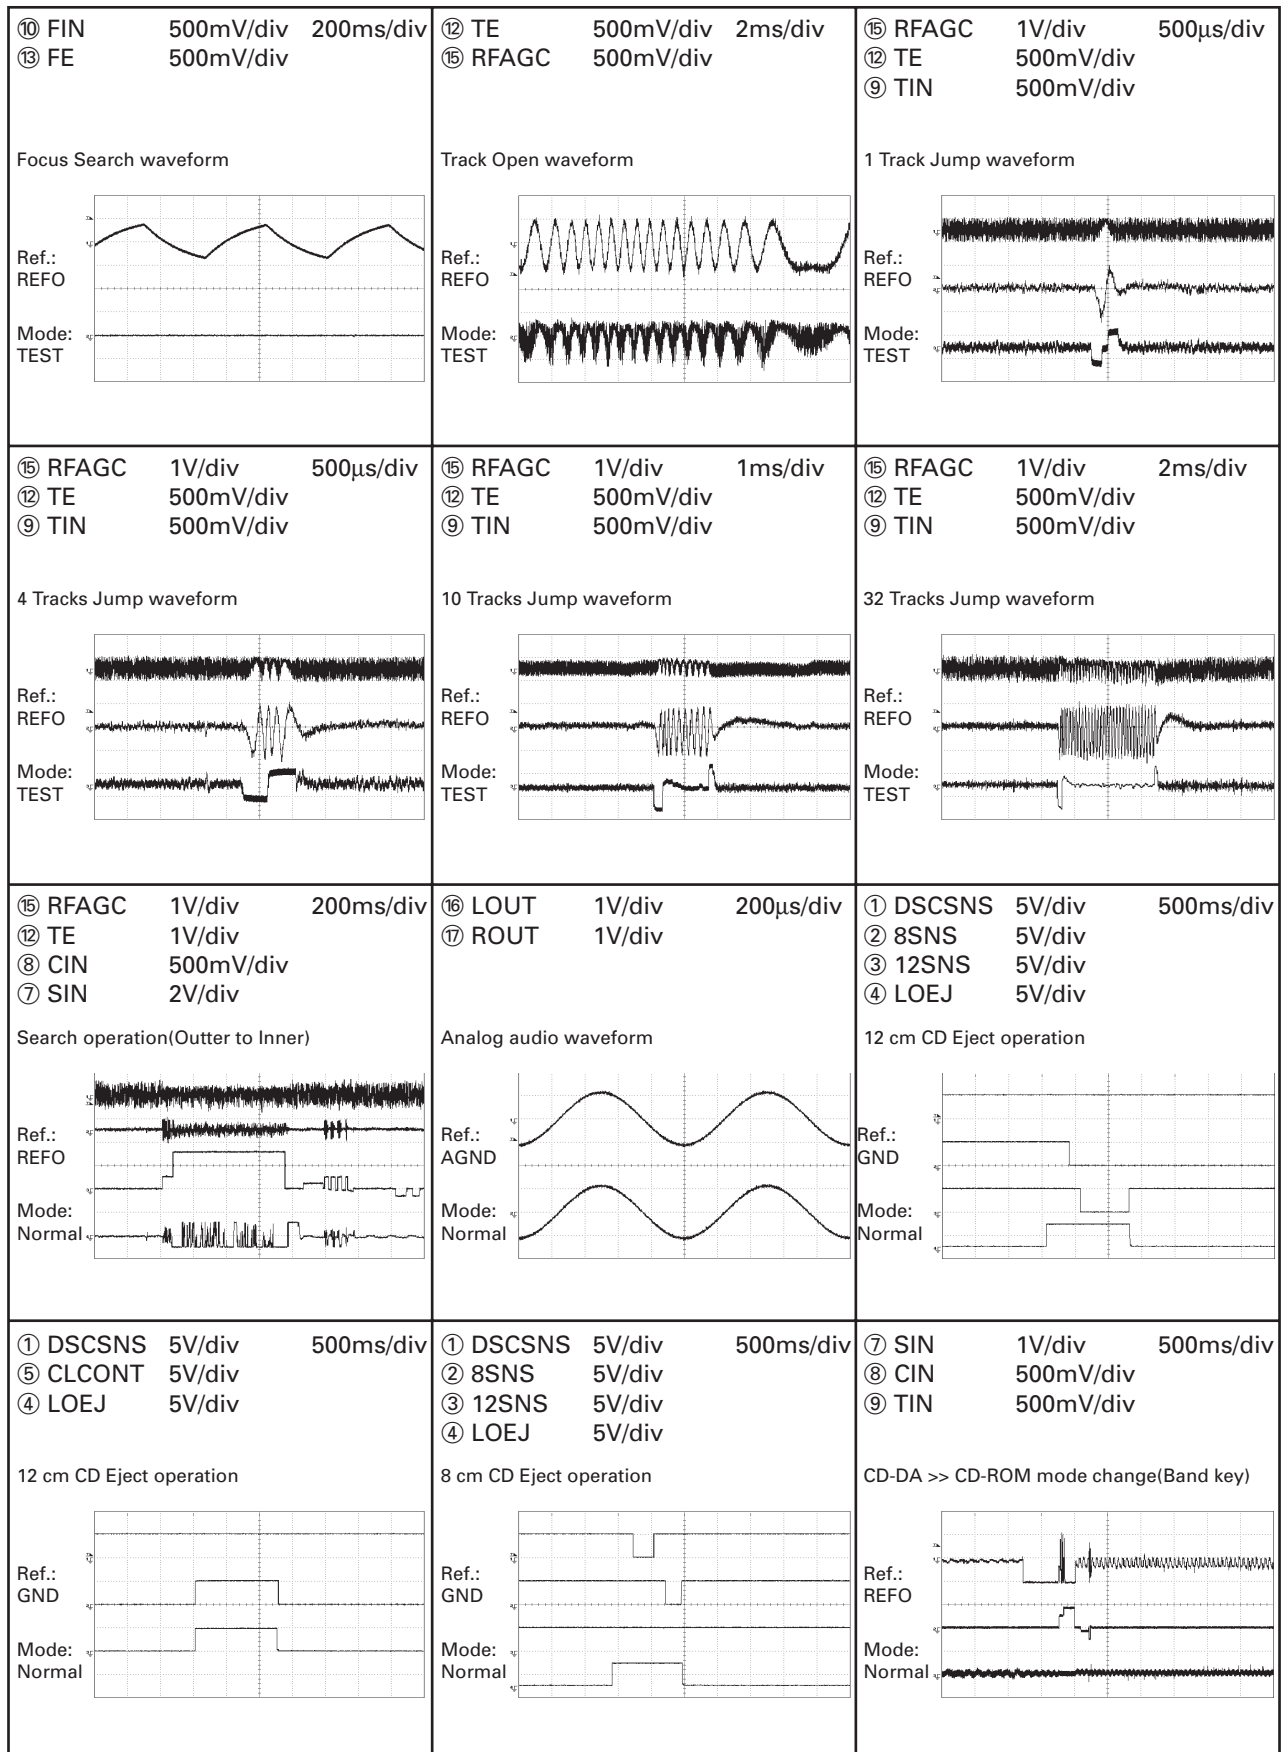 ⑩ FIN 500mV/div 200ms/div
⑬ FE 500mV/div
Focus Search waveform
Ref.:
REFO
Mode:
TEST
⑫ TE 500mV/div 2ms/div
⑮ RFAGC 500mV/div
Track Open waveform
Ref.:
REFO
Mode:
TEST
⑮ RFAGC 1V/div 500µs/div
⑫ TE 500mV/div
⑨ TIN 500mV/div
1 Track Jump waveform
Ref.:
REFO
Mode:
TEST
⑮ RFAGC 1V/div 500µs/div
⑫ TE 500mV/div
⑨ TIN 500mV/div
4 Tracks Jump waveform
Ref.:
REFO
Mode:
TEST
⑮ RFAGC 1V/div 1ms/div
⑫ TE 500mV/div
⑨ TIN 500mV/div
10 Tracks Jump waveform
Ref.:
REFO
Mode:
TEST
⑮ RFAGC 1V/div 2ms/div
⑫ TE 500mV/div
⑨ TIN 500mV/div
32 Tracks Jump waveform
Ref.:
REFO
Mode:
TEST
⑮ RFAGC 1V/div 200ms/div
⑫ TE 1V/div
⑧ CIN 500mV/div
⑦ SIN 2V/div
Search operation(Outter to Inner)
Ref.:
REFO
Mode:
Normal
⑯ LOUT 1V/div 200µs/div
⑰ ROUT 1V/div
Analog audio waveform
Ref.:
AGND
Mode:
Normal
① DSCSNS 5V/div 500ms/div
② 8SNS 5V/div
③ 12SNS 5V/div
④ LOEJ 5V/div
12 cm CD Eject operation
Ref.:
GND
Mode:
Normal
① DSCSNS 5V/div 500ms/div
⑤ CLCONT 5V/div
④ LOEJ 5V/div
12 cm CD Eject operation
Ref.:
GND
Mode:
Normal
① DSCSNS 5V/div 500ms/div
② 8SNS 5V/div
③ 12SNS 5V/div
④ LOEJ 5V/div
8 cm CD Eject operation
Ref.:
GND
Mode:
Normal
⑦ SIN 1V/div 500ms/div
⑧ CIN 500mV/div
⑨ TIN 500mV/div
CD-DA >> CD-ROM mode change(Band key)
Ref.:
REFO
Mode:
Normal